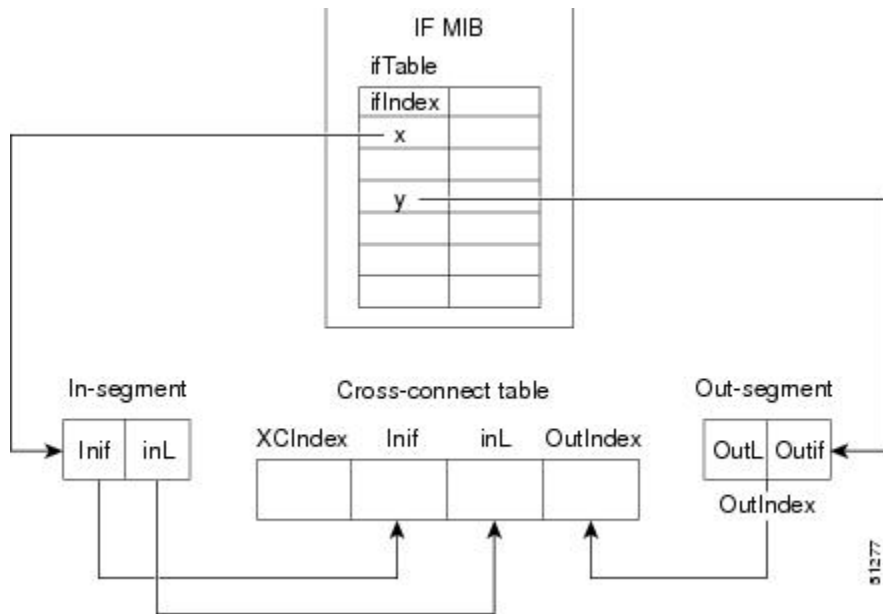 IF MIB
ifTable
ifIndex
x
y
In-segment
Cross-connect table
Out-segment
XCIndex Inif inL OutIndex
Inif inL
OutL Outif
OutIndex
51277